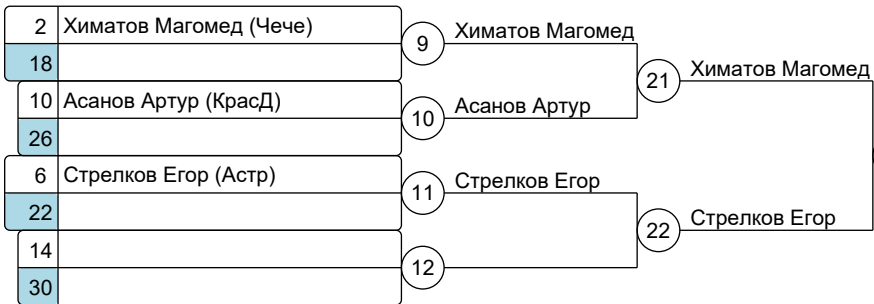 2 Химатов Магомед (Чече)
18
10 Асанов Артур (КрасД)
26
6 Стрелков Егор (Астр)
22
14
30
9 Химатов Магомед
10 Асанов Артур
11 Стрелков Егор
12
21 Химатов Магомед
22 Стрелков Егор